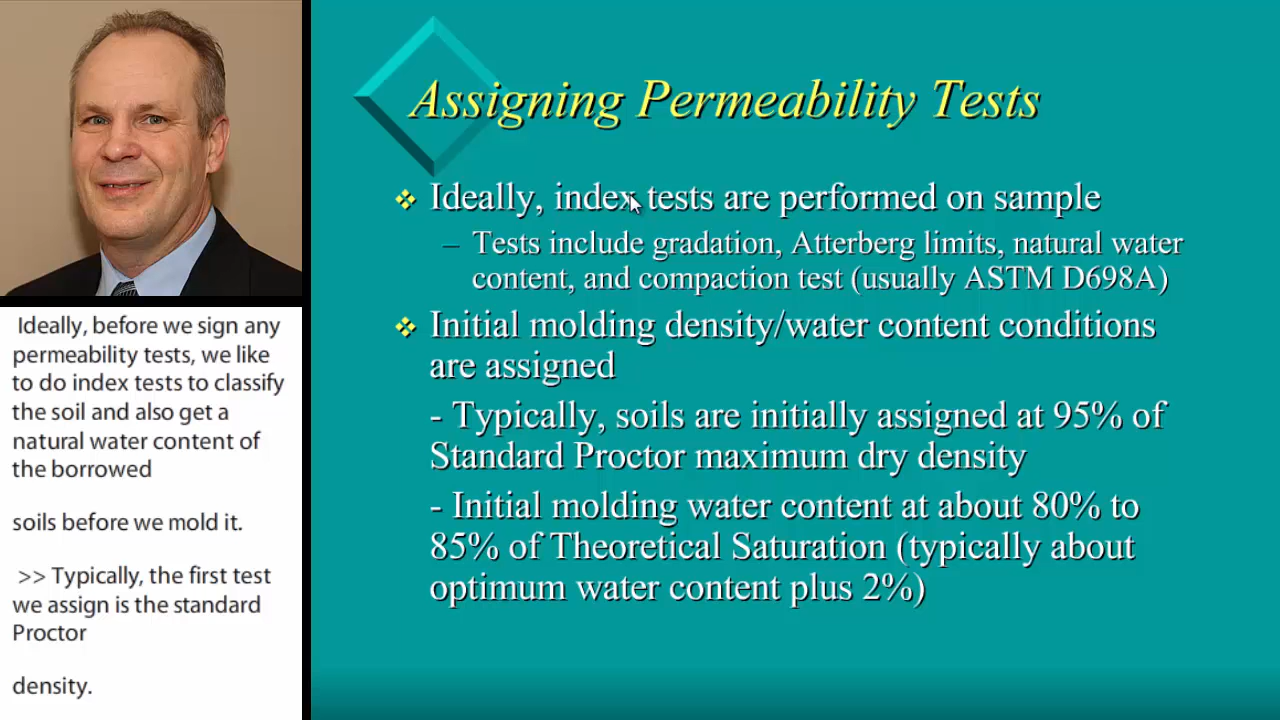 Assigning Permeability Tests
Ideally, index tests are performed on sample
– Tests include gradation, Atterberg limits, natural water
content, and compaction test (usually ASTM D698A)
Initial molding density/water content conditions
are assigned
- Typically, soils are initially assigned at 95% of
Standard Proctor maximum dry density
- Initial molding water content at about 80% to
85% of Theoretical Saturation (typically about
optimum water content plus 2%)
Ideally, before we sign any
permeability tests, we like
to do index tests to classify
the soil and also get a
natural water content of
the borrowed
soils before we mold it.
>> Typically, the first test
we assign is the standard
Proctor
density.